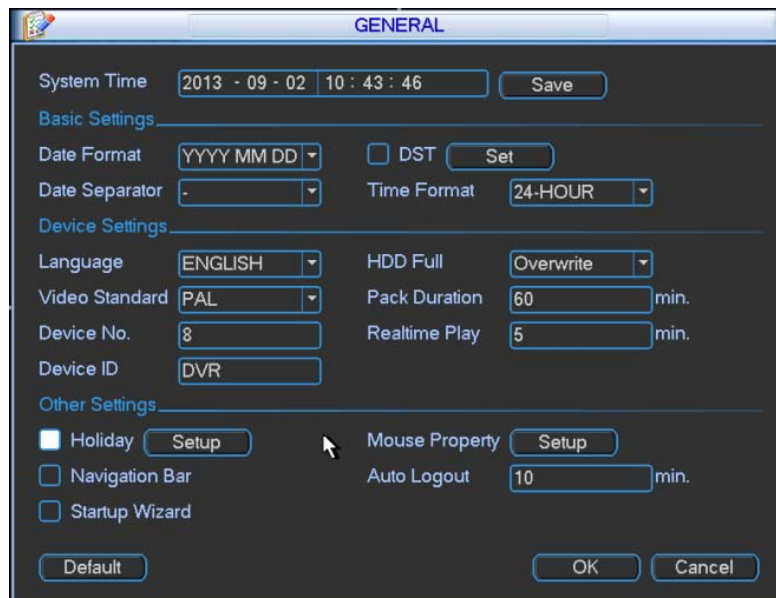 GENERAL
System Time 2013 - 09 - 02 10 : 43 : 46 Save
Basic Settings
Date Format YYYY MM DD DST Set
Date Separator - Time Format 24-HOUR
Device Settings
Language ENGLISH HDD Full Overwrite
Video Standard PAL Pack Duration 60 min.
Device No. 8 Realtime Play 5 min.
Device ID DVR
Other Settings
Holiday Setup Mouse Property Setup
Navigation Bar Auto Logout 10 min.
Startup Wizard
Default OK Cancel